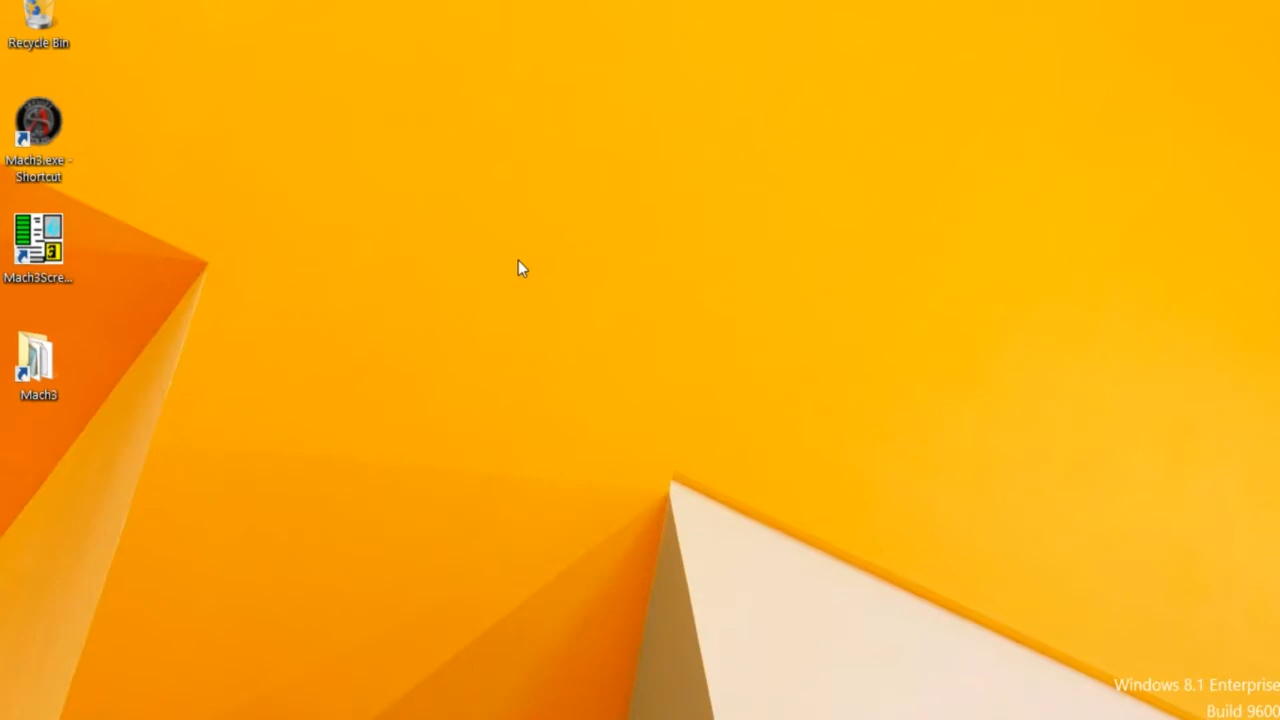 Recycle Bin
Mach3.exe -
Shortcut
Mach3Scre...
Mach3
Windows 8.1 Enterprise
Build 9600